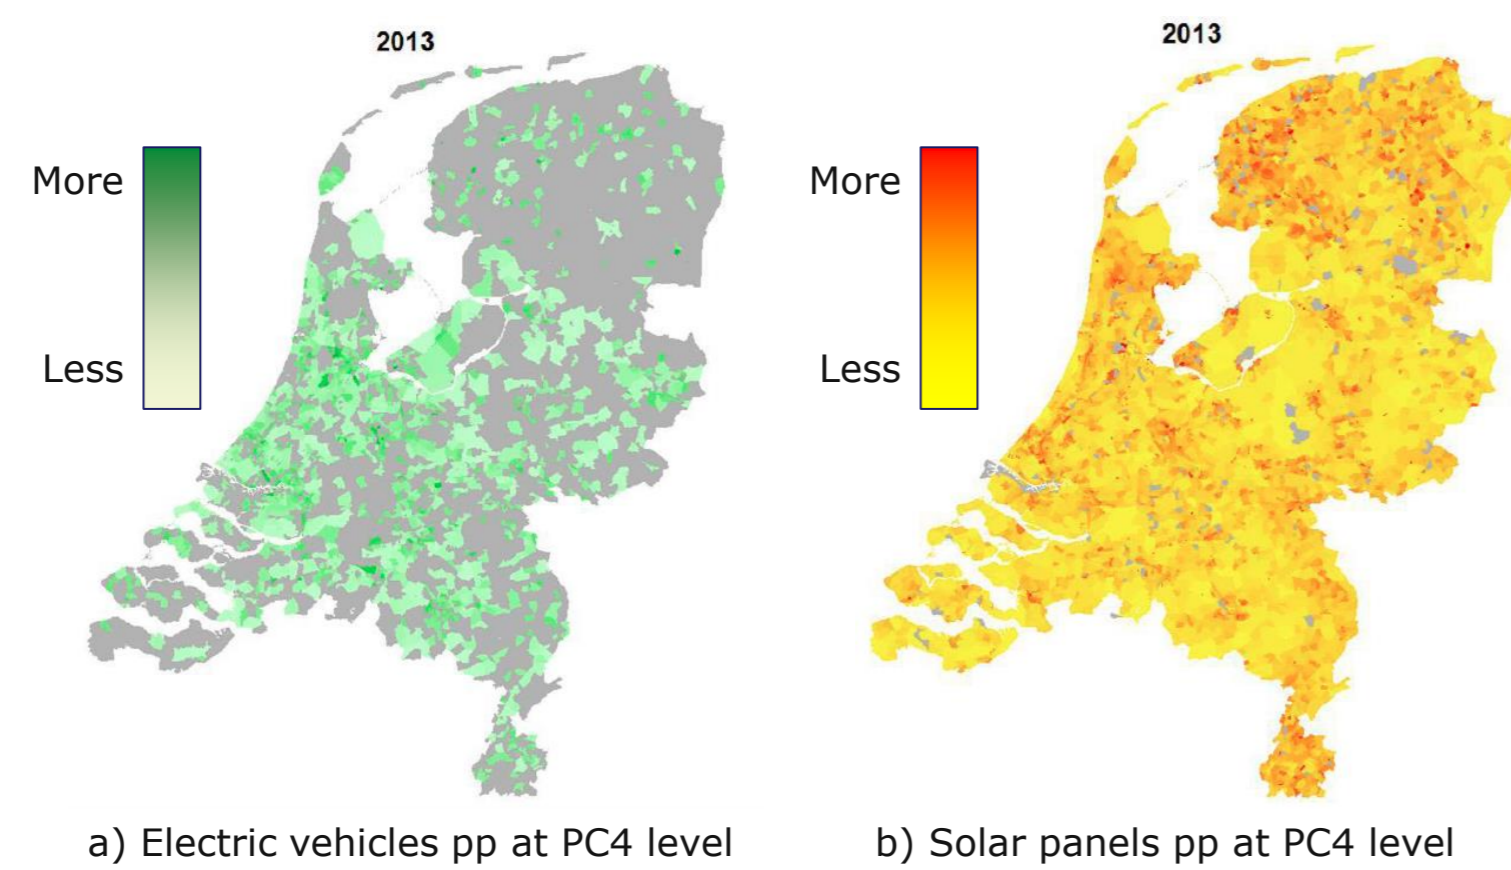 2013
More
Less
a) Electric vehicles pp at PC4 level
2013
More
Less
b) Solar panels pp at PC4 level